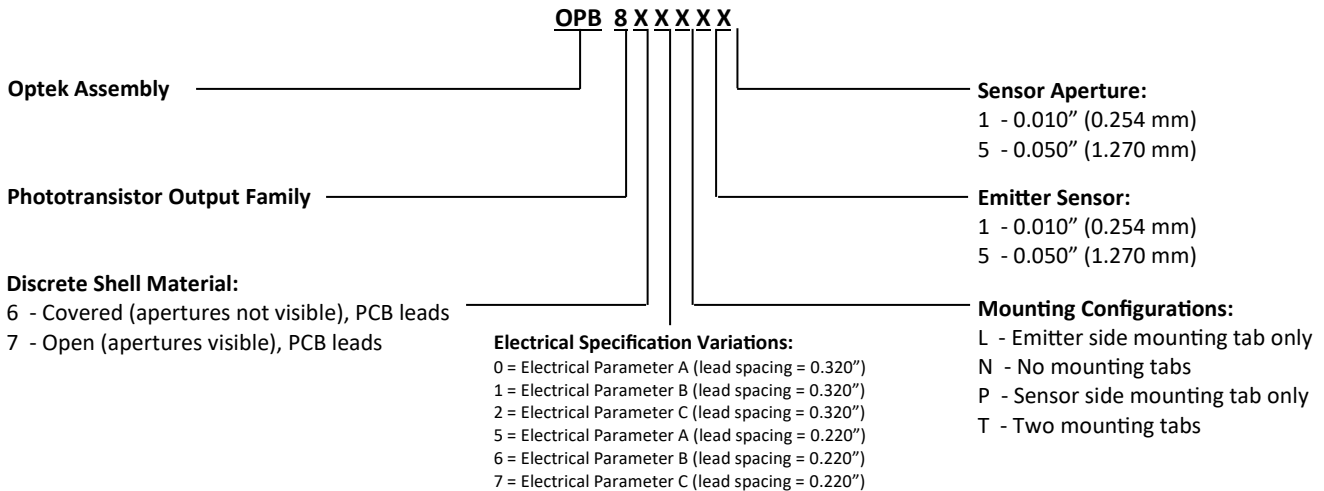 OPB 8 X X X X X
Optek Assembly
Phototransistor Output Family
Discrete Shell Material:
6 - Covered (apertures not visible), PCB leads
7 - Open (apertures visible), PCB leads
Electrical Specification Variations:
0 = Electrical Parameter A (lead spacing = 0.320”)
1 = Electrical Parameter B (lead spacing = 0.320”)
2 = Electrical Parameter C (lead spacing = 0.320”)
5 = Electrical Parameter A (lead spacing = 0.220”)
6 = Electrical Parameter B (lead spacing = 0.220”)
7 = Electrical Parameter C (lead spacing = 0.220”)
Sensor Aperture:
1 - 0.010” (0.254 mm)
5 - 0.050” (1.270 mm)
Emitter Sensor:
1 - 0.010” (0.254 mm)
5 - 0.050” (1.270 mm)
Mounting Configurations:
L - Emitter side mounting tab only
N - No mounting tabs
P - Sensor side mounting tab only
T - Two mounting tabs